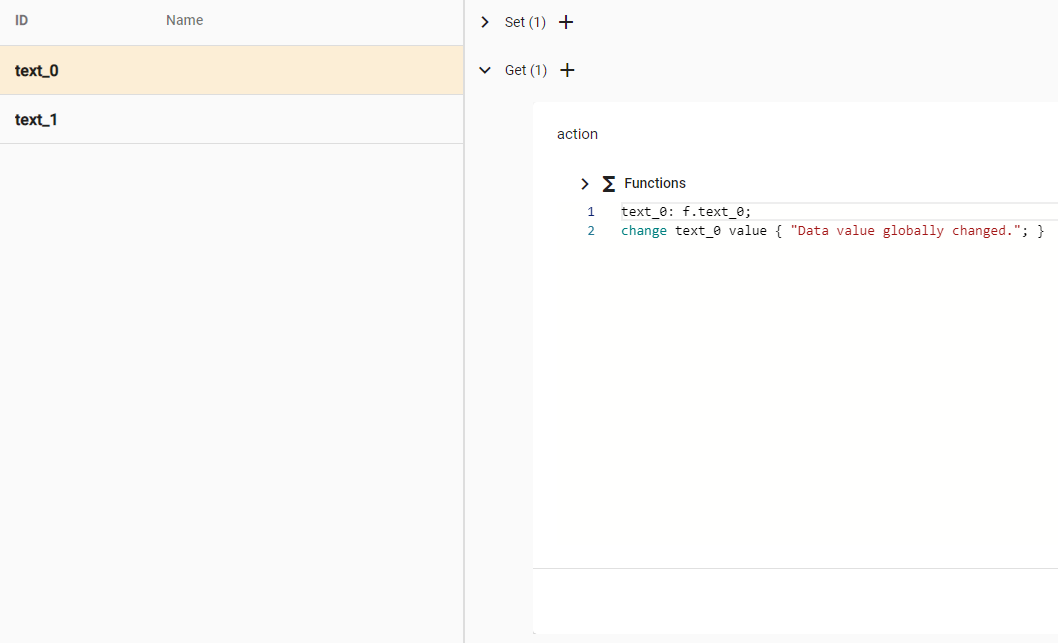 ID Name
text_0
text_1
Set (1) +
Get (1) +
action
Σ Functions
1 text_0: f.text_0;
2 change text_0 value { "Data value globally changed."; }